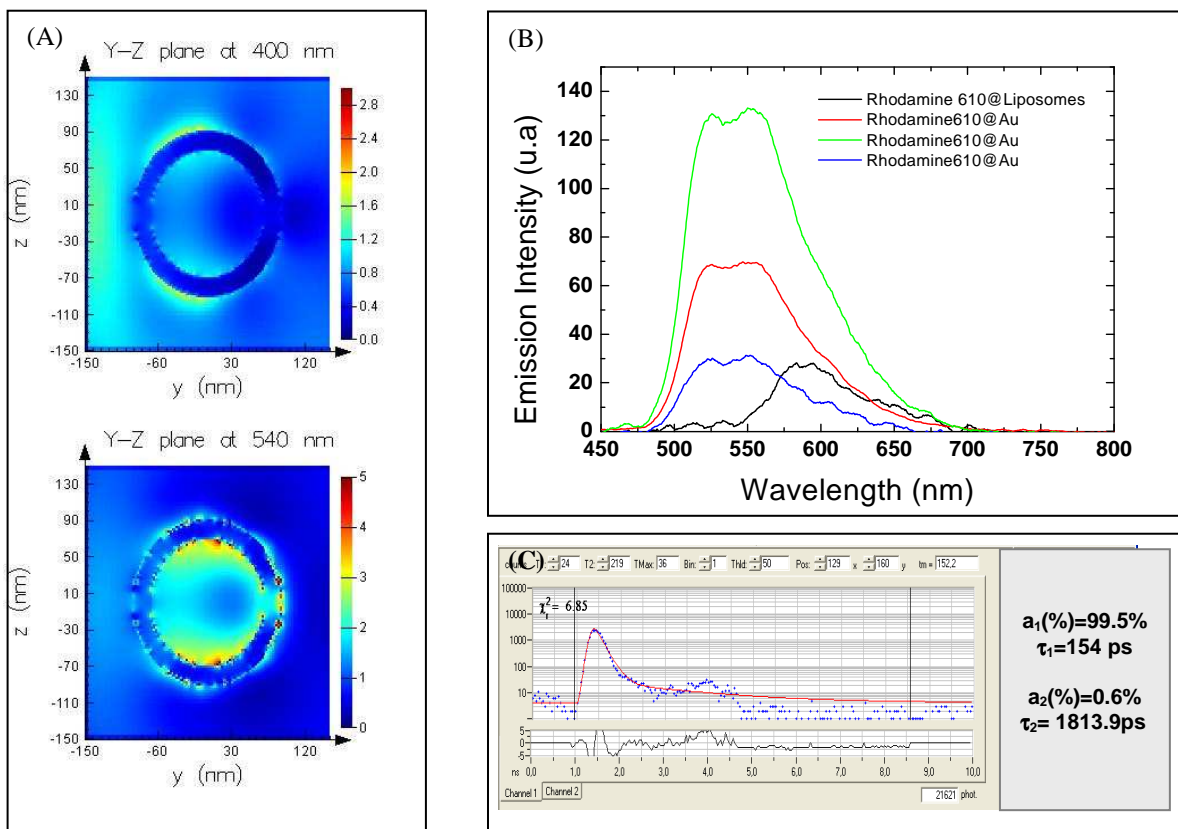 (A)
Y-Z plane at 400 nm
z (nm)
130
90
50
10
-30
-70
-110
-150
-150 -60 30 120
y (nm)
2.8
2.4
2.0
1.6
1.2
0.8
0.4
0.0
Y-Z plane at 540 nm
z (nm)
130
90
50
10
-30
-70
-110
-150
-150 -60 30 120
y (nm)
5
4
3
2
1
0
(B)
Emission Intensity (u.a)
140
120
100
80
60
40
20
0
450 500 550 600 650 700 750 800
Wavelength (nm)
Rhodamine 610@Liposomes
Rhodamine610@Au
Rhodamine610@Au
Rhodamine610@Au
(C)
24 T2: 219 TMax: 36 Bin: 1 Thld: 50 Pos: 129 x 160 y tm = 152,2
100000
10000
1000
100
10
χr²= 6.85
5
0
-5
ns 0,0 1,0 2,0 3,0 4,0 5,0 6,0 7,0 8,0 9,0 10,0
Channel 1 Channel 2
21621 phot.
a1(%)=99.5%
τ1=154 ps
a2(%)=0.6%
τ2= 1813.9ps